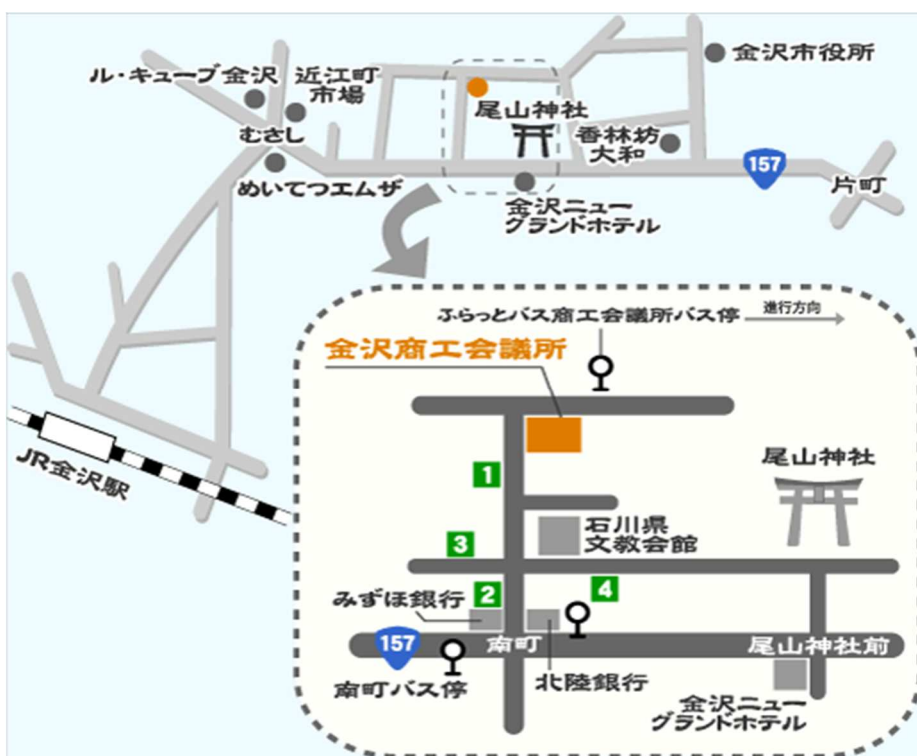 金沢市役所
ル・キューブ金沢
近江町
市場
尾山神社
むさし
香林坊
大和
めいてつエムザ
157
片町
金沢ニュー
グランドホテル
ふらっとバス商工会議所バス停
進行方向
金沢商工会議所
JR金沢駅
尾山神社
1
石川県
文教会館
3
みずほ銀行
2
4
157
南町
尾山神社前
南町バス停
北陸銀行
金沢ニュー
グランドホテル